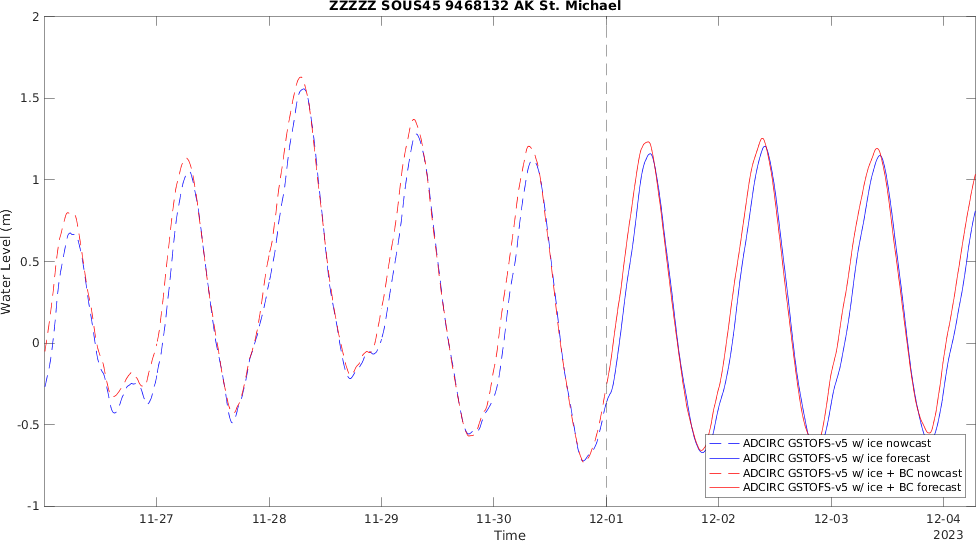 ZZZZZ SOUS45 9468132 AK St. Michael
2
1.5
1
0.5
0
-0.5
-1
Water Level (m)
11-27
11-28
11-29
11-30
12-01
12-02
12-03
12-04
Time
2023
ADCIRC GSTOFS-v5 w/ ice nowcast
ADCIRC GSTOFS-v5 w/ ice forecast
ADCIRC GSTOFS-v5 w/ ice + BC nowcast
ADCIRC GSTOFS-v5 w/ ice + BC forecast